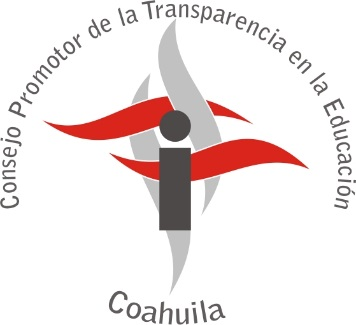 Consejo Promotor de la Transparencia en la Educación
i
Coahuila